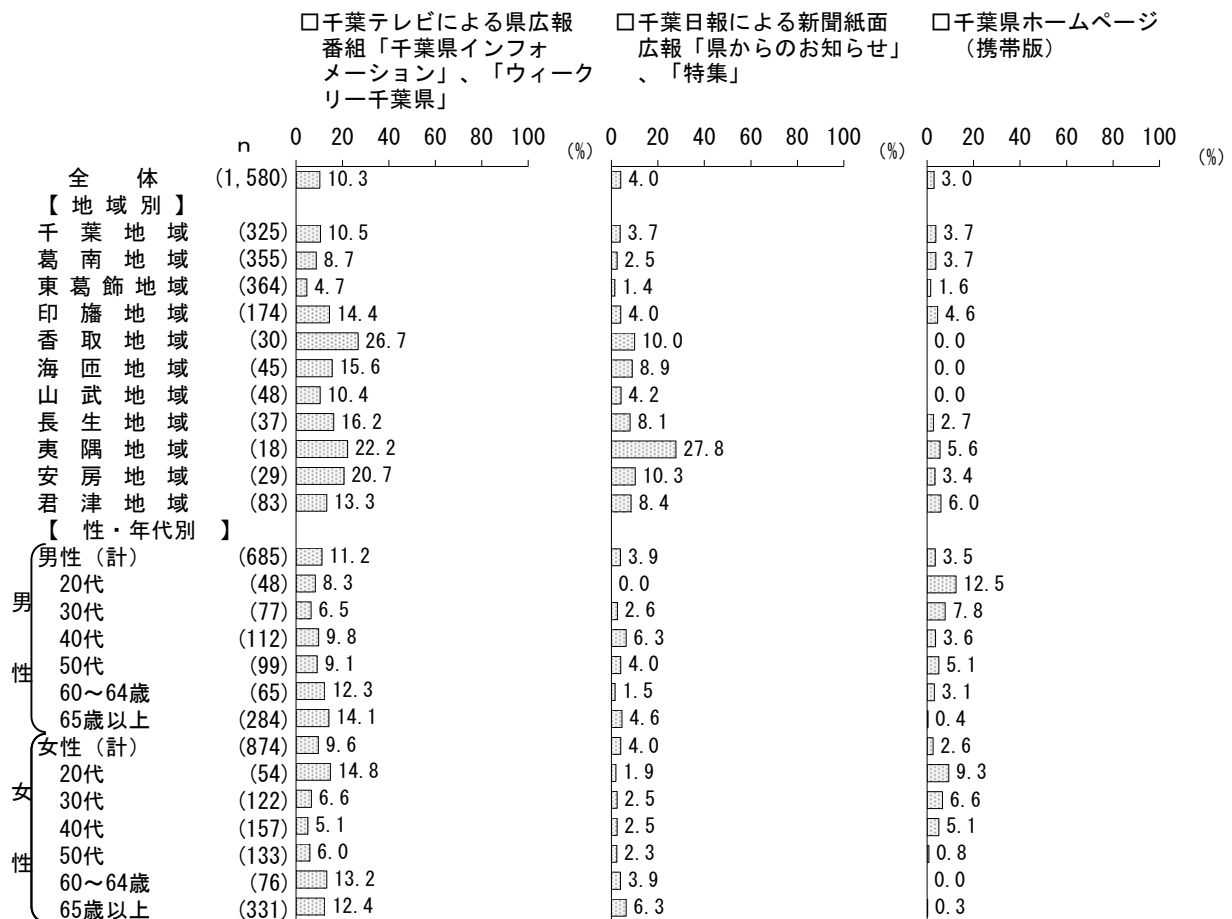 □千葉テレビによる県広報
番組「千葉県インフォ
メーション」、「ウィーク
リー千葉県」
□千葉日報による新聞紙面
広報「県からのお知らせ」
、「特集」
□千葉県ホームページ
（携帯版）
n 0 20 40 60 80 100 (%) 0 20 40 60 80 100 (%) 0 20 40 60 80 100 (%)
全体 (1,580) 10.3 4.0 3.0
【地域別】
千葉地域 (325) 10.5 3.7 3.7
葛南地域 (355) 8.7 2.5 3.7
東葛飾地域 (364) 4.7 1.4 1.6
印旛地域 (174) 14.4 4.0 4.6
香取地域 (30) 26.7 10.0 0.0
海匝地域 (45) 15.6 8.9 0.0
山武地域 (48) 10.4 4.2 0.0
長生地域 (37) 16.2 8.1 2.7
夷隅地域 (18) 22.2 27.8 5.6
安房地域 (29) 20.7 10.3 3.4
君津地域 (83) 13.3 8.4 6.0
【 性・年代別 】
男性
男性（計） (685) 11.2 3.9 3.5
20代 (48) 8.3 0.0 12.5
30代 (77) 6.5 2.6 7.8
40代 (112) 9.8 6.3 3.6
50代 (99) 9.1 4.0 5.1
60～64歳 (65) 12.3 1.5 3.1
65歳以上 (284) 14.1 4.6 0.4
女性
女性（計） (874) 9.6 4.0 2.6
20代 (54) 14.8 1.9 9.3
30代 (122) 6.6 2.5 6.6
40代 (157) 5.1 2.5 5.1
50代 (133) 6.0 2.3 0.8
60～64歳 (76) 13.2 3.9 0.0
65歳以上 (331) 12.4 6.3 0.3